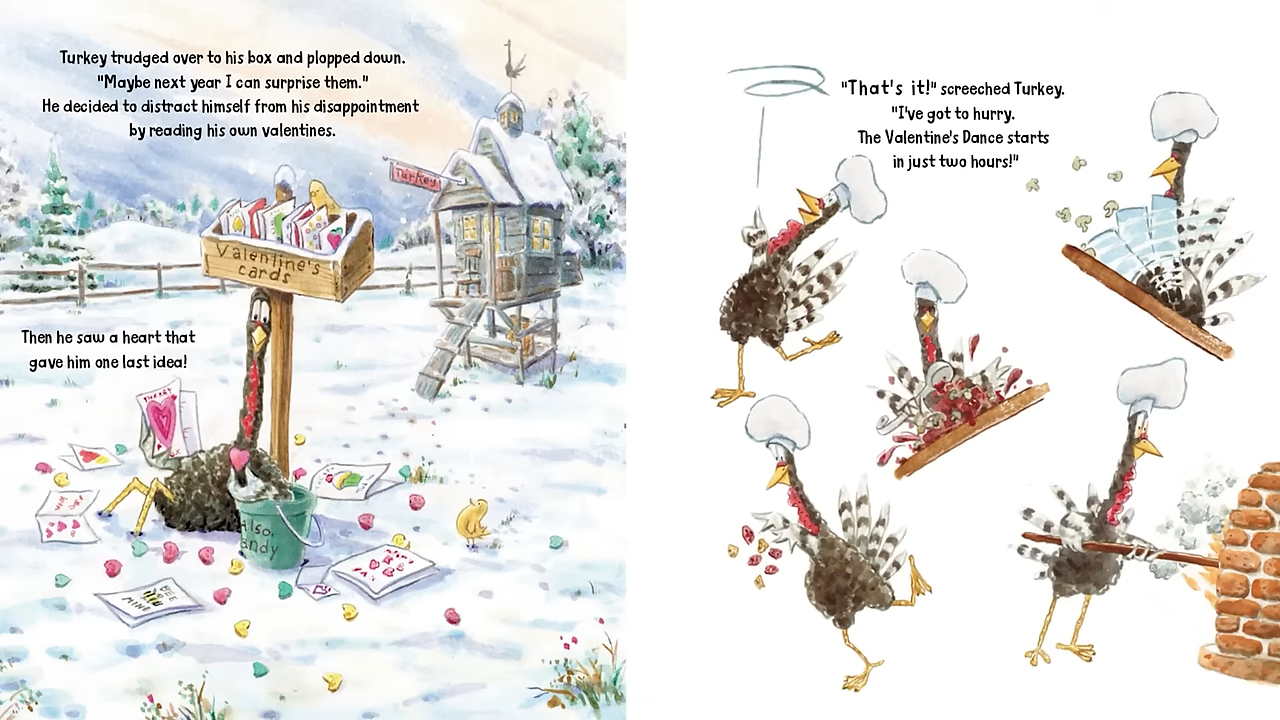 Turkey trudged over to his box and plopped down.
"Maybe next year I can surprise them."
He decided to distract himself from his disappointment
by reading his own valentines.
Turkey
Valentine's
cards
Then he saw a heart that
gave him one last idea!
TURKEY
Also,
andy
BEE
MINE
"That's it!" screeched Turkey.
"I've got to hurry.
The Valentine's Dance starts
in just two hours!"